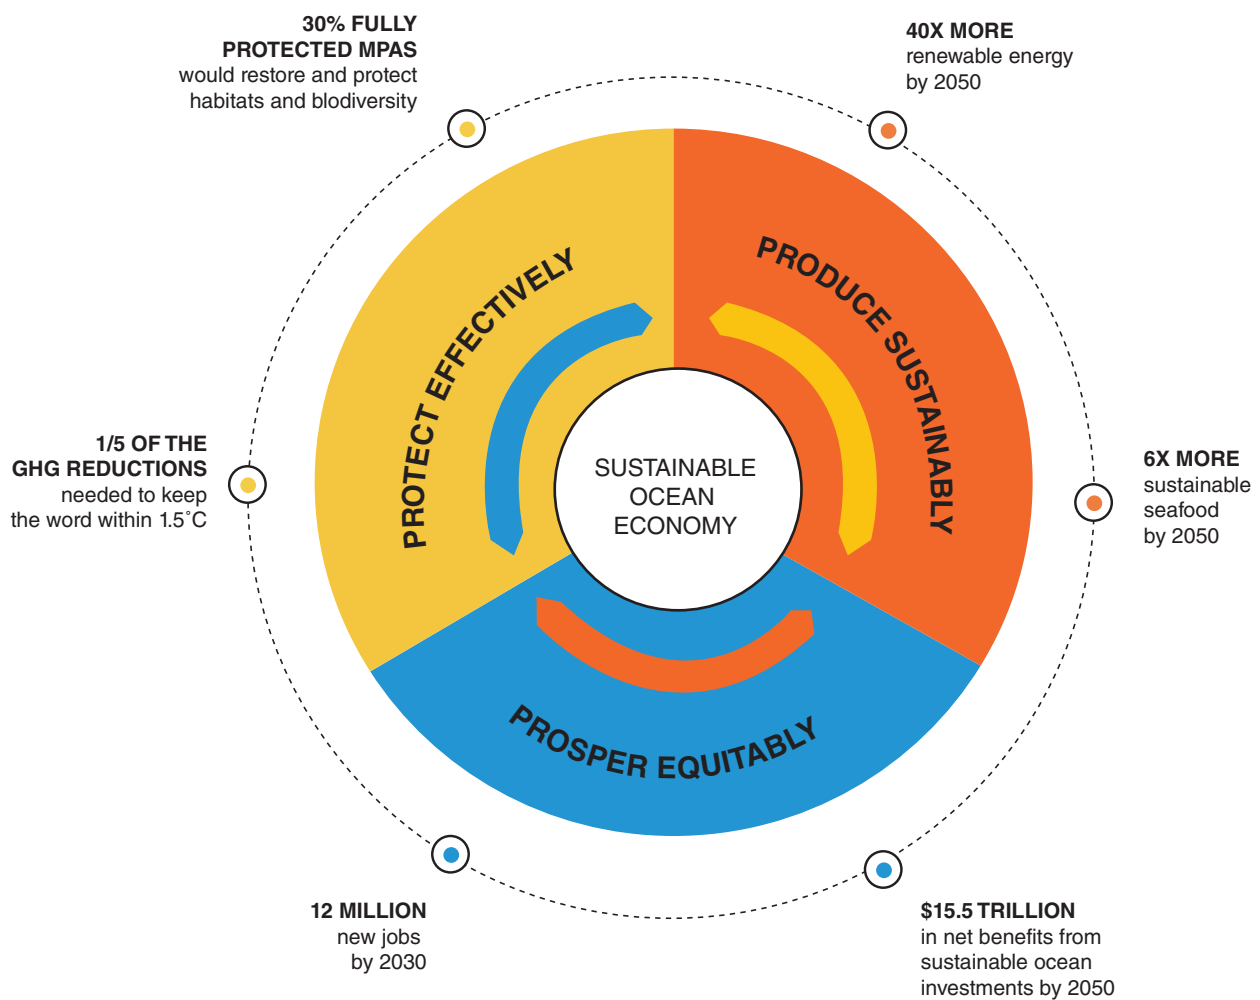 30% FULLY
PROTECTED MPAS
would restore and protect
habitats and blodiversity
40X MORE
renewable energy
by 2050
PROTECT EFFECTIVELY
PRODUCE SUSTAINABLY
1/5 OF THE
GHG REDUCTIONS
needed to keep
the word within 1.5˚C
SUSTAINABLE
OCEAN
ECONOMY
6X MORE
sustainable
seafood
by 2050
PROSPER EQUITABLY
12 MILLION
new jobs
by 2030
$15.5 TRILLION
in net benefits from
sustainable ocean
investments by 2050